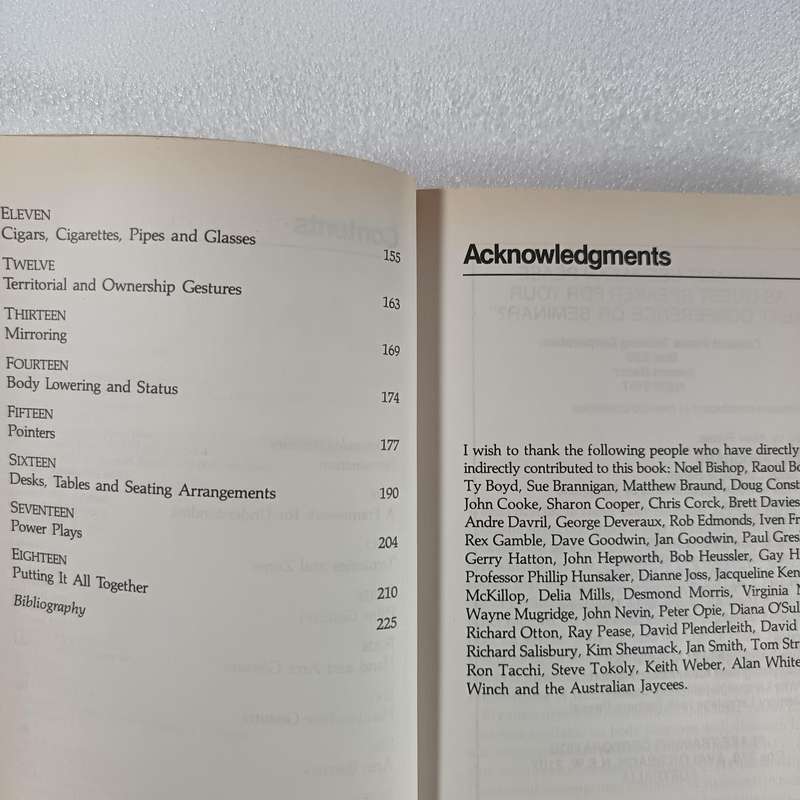 ELEVEN
Cigars, Cigarettes, Pipes and Glasses 155
TWELVE
Territorial and Ownership Gestures 163
THIRTEEN
Mirroring 169
FOURTEEN
Body Lowering and Status 174
FIFTEEN
Pointers 177
SIXTEEN
Desks, Tables and Seating Arrangements 190
SEVENTEEN
Power Plays 204
EIGHTEEN
Putting It All Together 210
Bibliography 225
Acknowledgments
I wish to thank the following people who have directly
indirectly contributed to this book: Noel Bishop, Raoul
Ty Boyd, Sue Brannigan, Matthew Braund, Doug
John Cooke, Sharon Cooper, Chris Corck, Brett Davies
Andre Davril, George Deveraux, Rob Edmonds, Iven
Rex Gamble, Dave Goodwin, Jan Goodwin, Paul
Gerry Hatton, John Hepworth, Bob Heussler, Gay
Professor Phillip Hunsaker, Dianne Joss, Jacqueline
McKillop, Delia Mills, Desmond Morris, Virginia
Wayne Mugridge, John Nevin, Peter Opie, Diana
Richard Otton, Ray Pease, David Plenderleith, David
Richard Salisbury, Kim Sheumack, Jan Smith, Tom
Ron Tacchi, Steve Tokoly, Keith Weber, Alan
Winch and the Australian Jaycees.